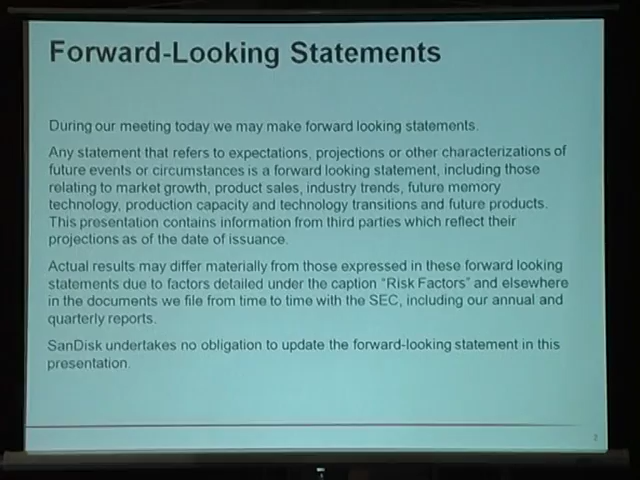 Forward-Looking Statements
During our meeting today we may make forward looking statements.
Any statement that refers to expectations, projections or other characterizations of
future events or circumstances is a forward looking statement, including those
relating to market growth, product sales, industry trends, future memory
technology, production capacity and technology transitions and future products.
This presentation contains information from third parties which reflect their
projections as of the date of issuance.
Actual results may differ materially from those expressed in these forward looking
statements due to factors detailed under the caption "Risk Factors" and elsewhere
in the documents we file from time to time with the SEC, including our annual and
quarterly reports.
SanDisk undertakes no obligation to update the forward-looking statement in this
presentation.
2